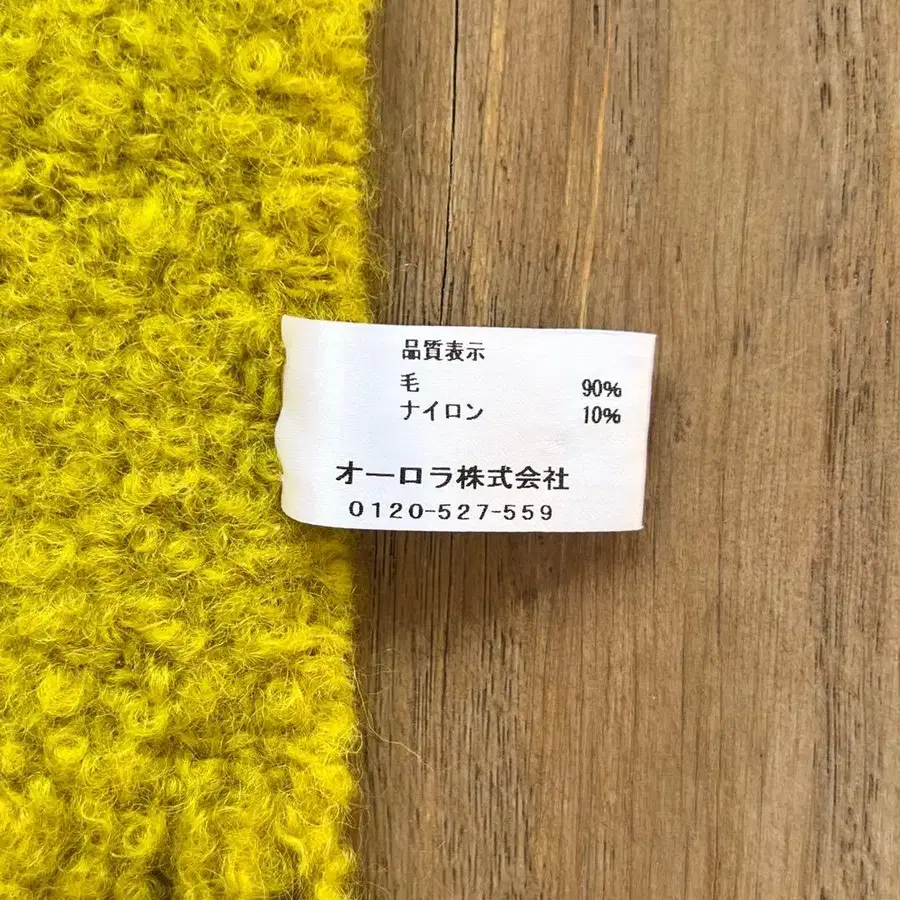 品質表示
毛 90%
ナイロン 10%
オーロラ株式会社
0120-527-559